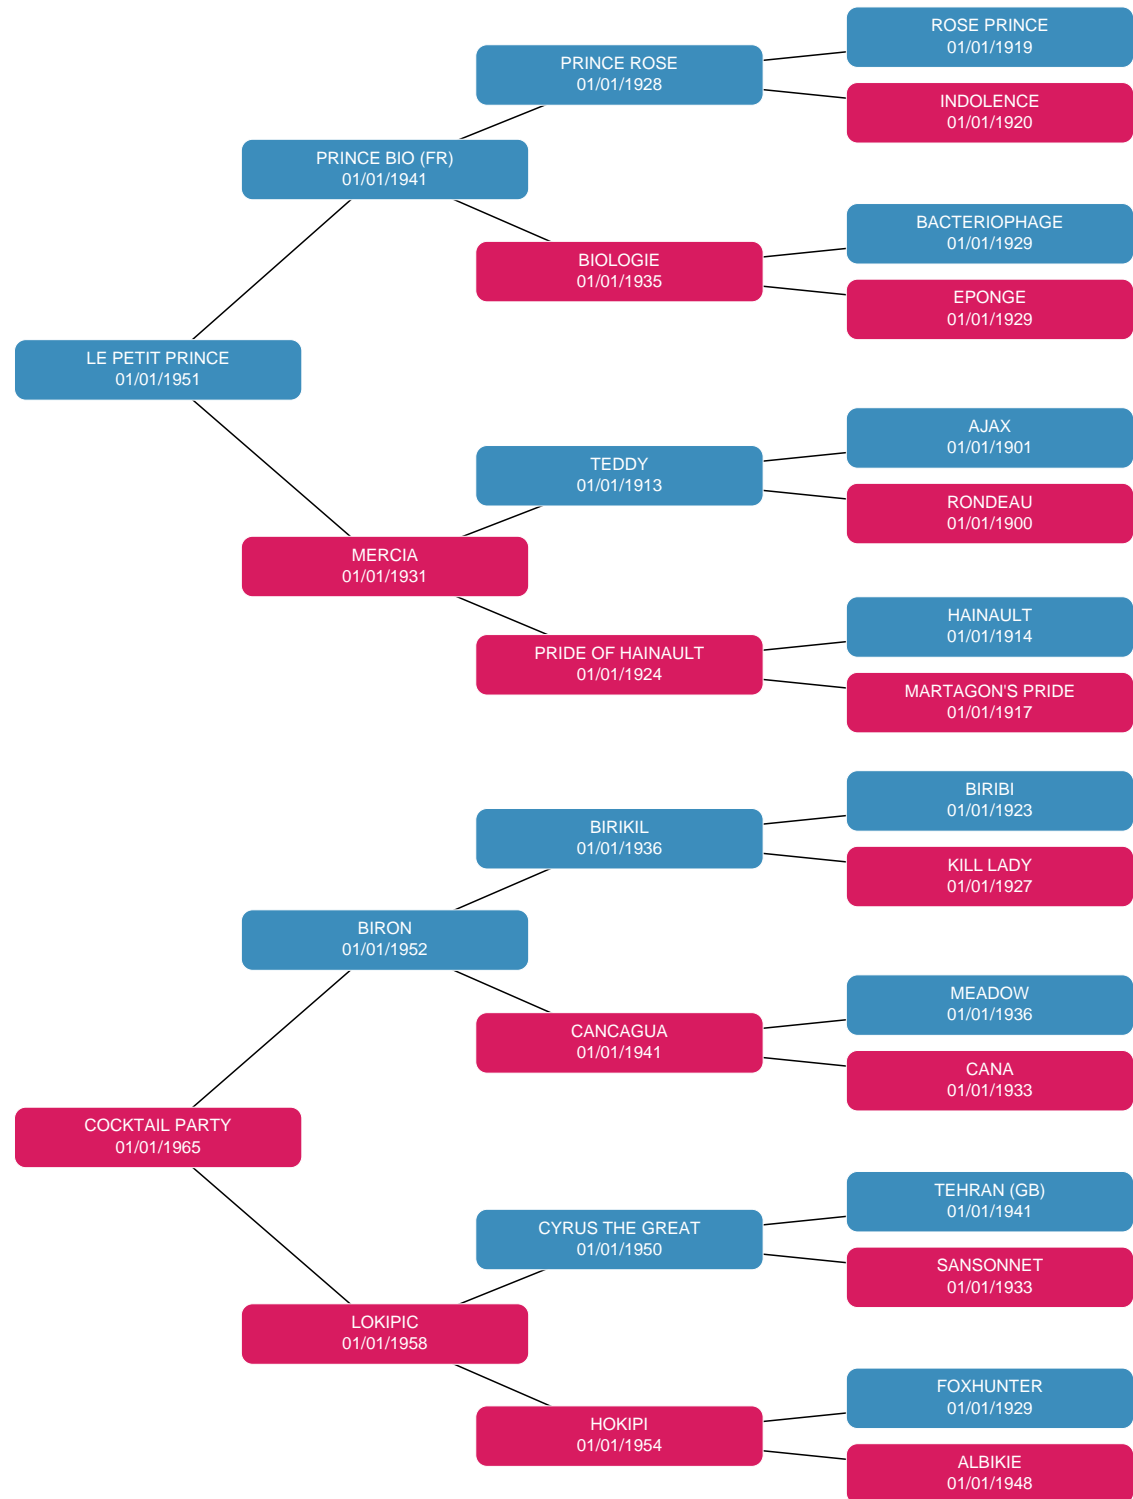 ROSE PRINCE
01/01/1919
PRINCE ROSE
01/01/1928
INDOLENCE
01/01/1920
PRINCE BIO (FR)
01/01/1941
BACTERIOPHAGE
01/01/1929
BIOLOGIE
01/01/1935
EPONGE
01/01/1929
LE PETIT PRINCE
01/01/1951
AJAX
01/01/1901
TEDDY
01/01/1913
RONDEAU
01/01/1900
MERCIA
01/01/1931
HAINAULT
01/01/1914
PRIDE OF HAINAULT
01/01/1924
MARTAGON'S PRIDE
01/01/1917
BIRIBI
01/01/1923
BIRIKIL
01/01/1936
KILL LADY
01/01/1927
BIRON
01/01/1952
MEADOW
01/01/1936
CANCAGUA
01/01/1941
CANA
01/01/1933
COCKTAIL PARTY
01/01/1965
TEHRAN (GB)
01/01/1941
CYRUS THE GREAT
01/01/1950
SANSONNET
01/01/1933
LOKIPIC
01/01/1958
FOXHUNTER
01/01/1929
HOKIPI
01/01/1954
ALBIKIE
01/01/1948